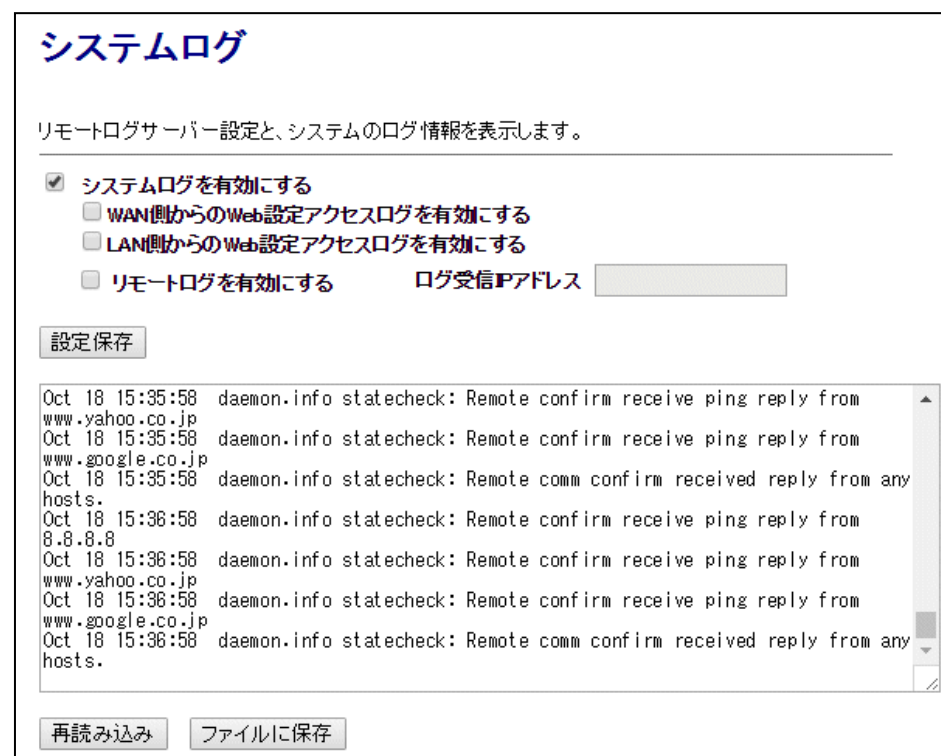 システムログ
リモートログサーバー設定と、システムのログ情報を表示します。
システムログを有効にする
WAN側からのWeb設定アクセスログを有効にする
LAN側からのWeb設定アクセスログを有効にする
リモートログを有効にする ログ受信IPアドレス
設定保存
Oct 18 15:35:58 daemon.info statecheck: Remote confirm receive ping reply from
www.yahoo.co.jp
Oct 18 15:35:58 daemon.info statecheck: Remote confirm receive ping reply from
www.google.co.jp
Oct 18 15:35:58 daemon.info statecheck: Remote comm confirm received reply from any
hosts.
Oct 18 15:36:58 daemon.info statecheck: Remote confirm receive ping reply from
8.8.8.8
Oct 18 15:36:58 daemon.info statecheck: Remote confirm receive ping reply from
www.yahoo.co.jp
Oct 18 15:36:58 daemon.info statecheck: Remote confirm receive ping reply from
www.google.co.jp
Oct 18 15:36:58 daemon.info statecheck: Remote comm confirm received reply from any
hosts.
再読み込み ファイルに保存